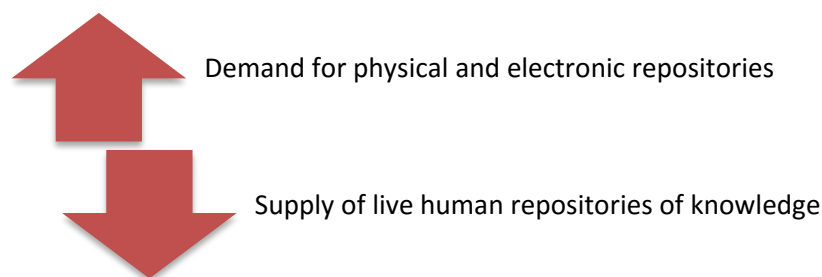 Demand for physical and electronic repositories
Supply of live human repositories of knowledge